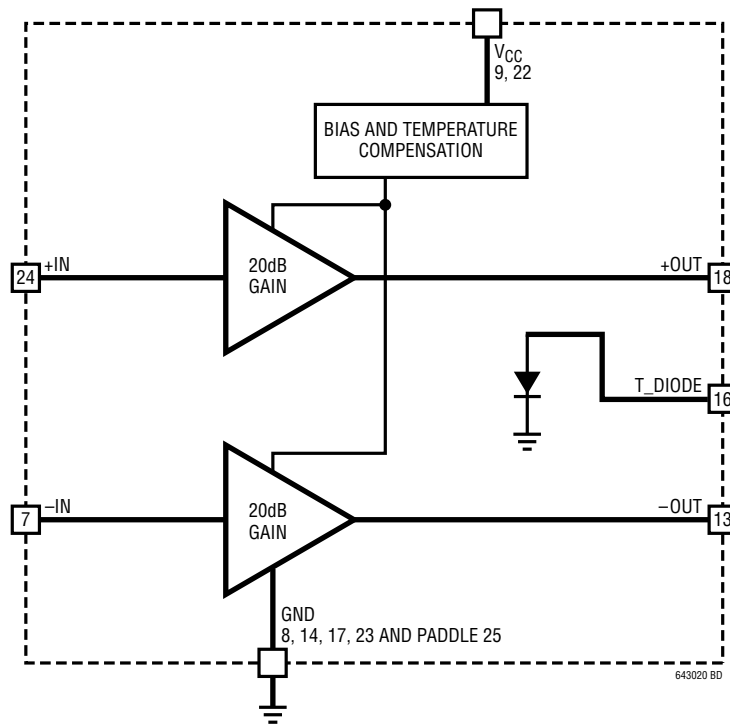 VCC
9, 22
BIAS AND TEMPERATURE
COMPENSATION
24
+IN
20dB
GAIN
+OUT
18
T_DIODE
16
7
–IN
20dB
GAIN
–OUT
13
GND
8, 14, 17, 23 AND PADDLE 25
643020 BD